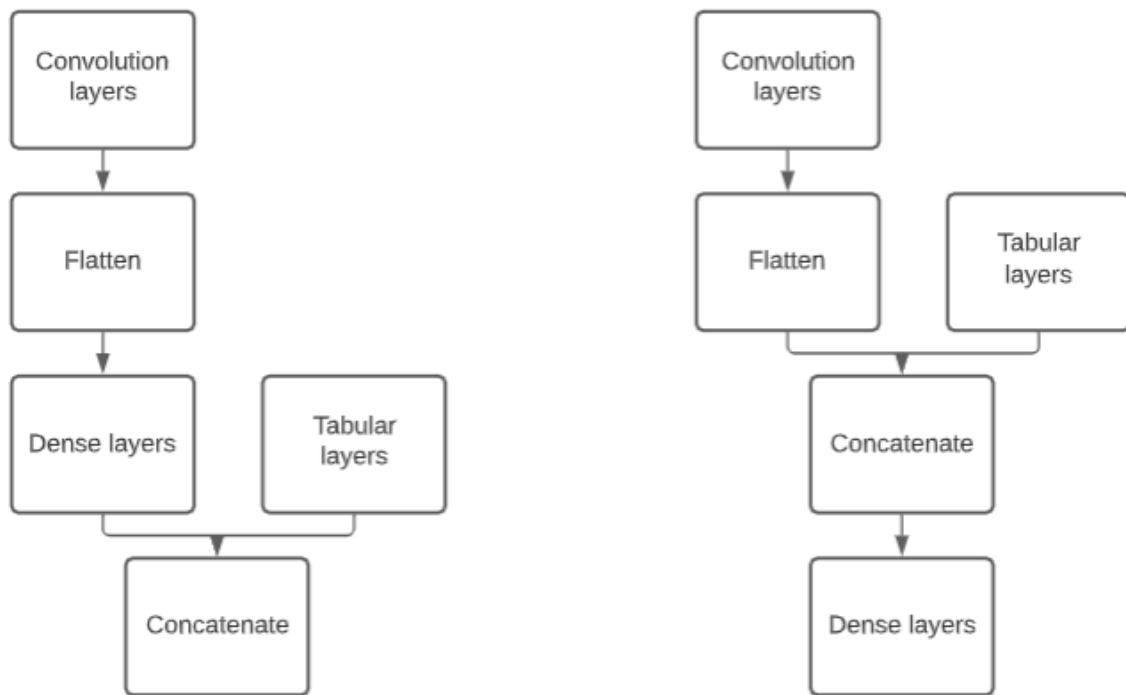 Convolution
layers
Flatten
Dense layers
Tabular
layers
Concatenate
Convolution
layers
Flatten
Tabular
layers
Concatenate
Dense layers